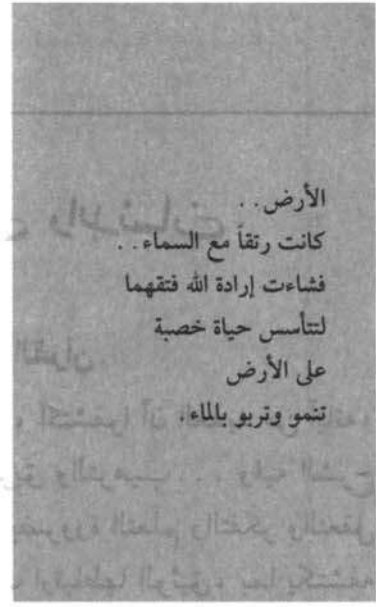 الأرض..
كانت رتقاً مع السماء..
فشاءت إرادة الله فتقهما
لتتأسس حياة خصبة
على الأرض
تنمو وتربو بالماء.